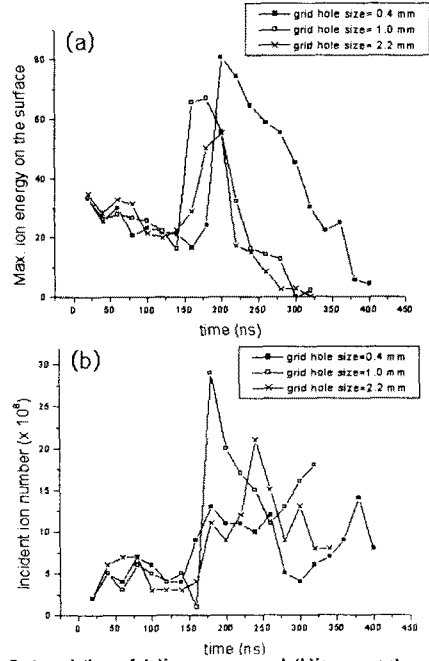 (a)
grid hole size= 0.4 mm
grid hole size= 1.0 mm
grid hole size= 2.2 mm
Max. ion energy on the surface
80
60
40
20
0
0 50 100 150 200 250 300 350 400 450
time (ns)
(b)
grid hole size=0.4 mm
grid hole size=1.0 mm
grid hole size=2.2 mm
Incident ion number (x 10⁸)
30
25
20
15
10
5
0
0 50 100 150 200 250 300 350 400 450
time (ns)